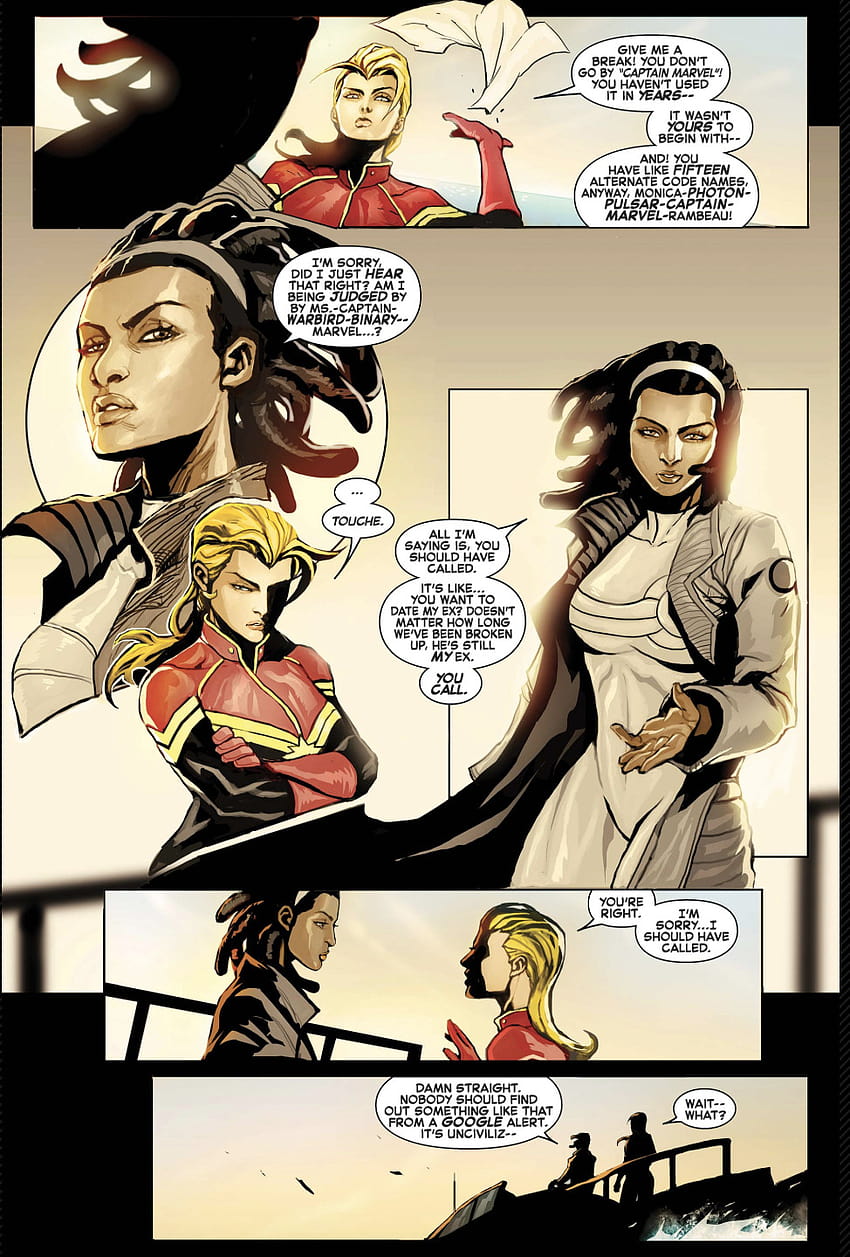 GIVE ME A
BREAK! YOU DON'T
GO BY "CAPTAIN MARVEL"!
YOU HAVEN'T USED
IT IN YEARS--
IT WASN'T
YOURS TO
BEGIN WITH--
AND! YOU
HAVE LIKE FIFTEEN
ALTERNATE CODE NAMES,
ANYWAY, MONICA-PHOTON-
PULSAR-CAPTAIN-
MARVEL-RAMBEAU!
I'M SORRY,
DID I JUST HEAR
THAT RIGHT? AM I
BEING JUDGED BY
BY MS.-CAPTAIN-
WARBIRD-BINARY--
MARVEL...?
...
TOUCHE.
ALL I'M
SAYING IS, YOU
SHOULD HAVE
CALLED.
IT'S LIKE...
YOU WANT TO
DATE MY EX? DOESN'T
MATTER HOW LONG
WE'VE BEEN BROKEN
UP, HE'S STILL
MY EX.
YOU
CALL.
YOU'RE
RIGHT.
I'M
SORRY...I
SHOULD HAVE
CALLED.
DAMN STRAIGHT.
NOBODY SHOULD FIND
OUT SOMETHING LIKE THAT
FROM A GOOGLE ALERT.
IT'S UNCIVILIZ--
WAIT--
WHAT?